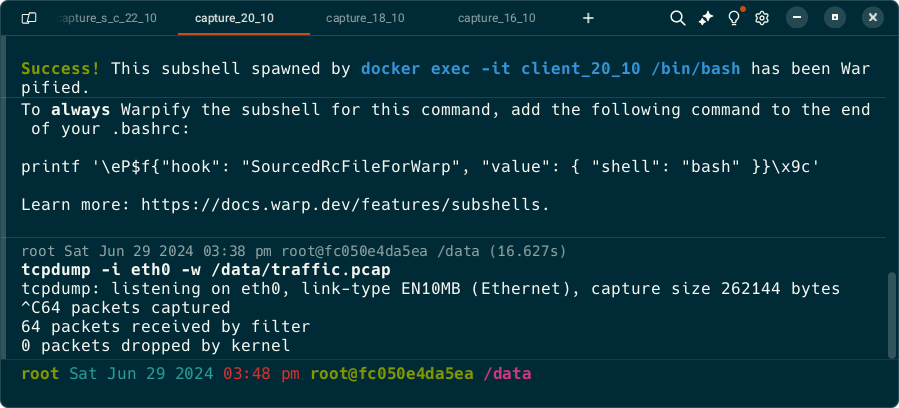 capture_s_c_22_10 capture_20_10 capture_18_10 capture_16_10
Success! This subshell spawned by docker exec -it client_20_10 /bin/bash has been War
pified.
To always Warpify the subshell for this command, add the following command to the end
of your .bashrc:
printf '\eP$f{"hook": "SourcedRcFileForWarp", "value": { "shell": "bash" }}\x9c'
Learn more: https://docs.warp.dev/features/subshells.
root Sat Jun 29 2024 03:38 pm root@fc050e4da5ea /data (16.627s)
tcpdump -i eth0 -w /data/traffic.pcap
tcpdump: listening on eth0, link-type EN10MB (Ethernet), capture size 262144 bytes
^C64 packets captured
64 packets received by filter
0 packets dropped by kernel
root Sat Jun 29 2024 03:48 pm root@fc050e4da5ea /data